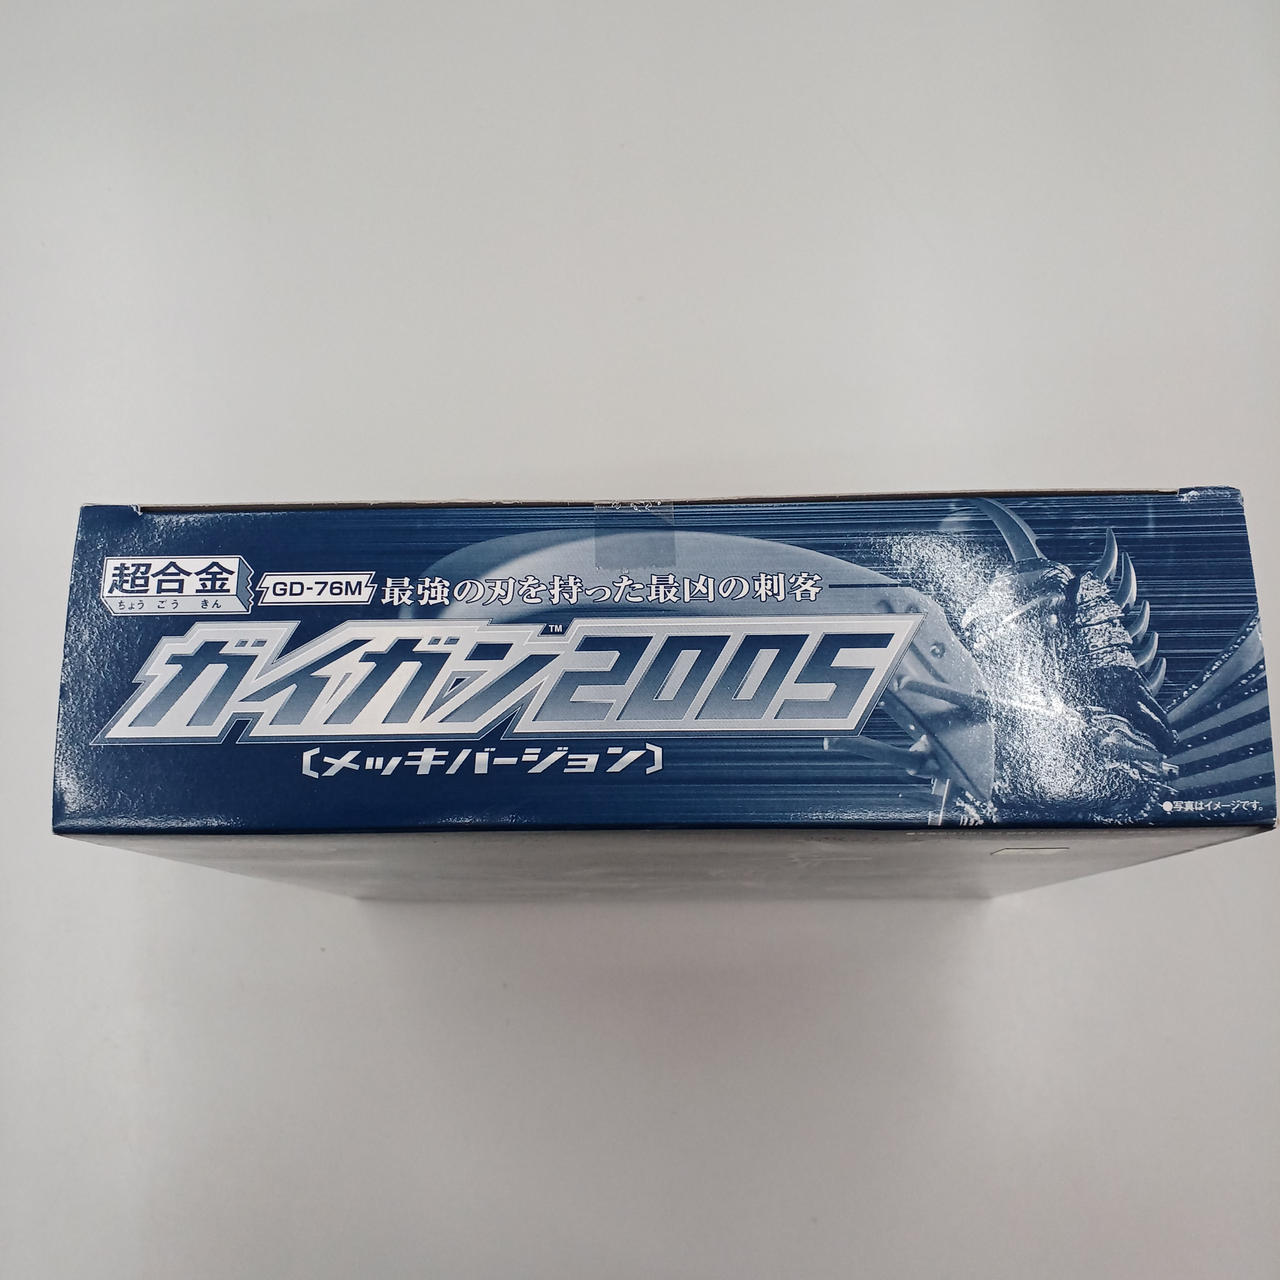 超合金
ちょうごうきん
GD-76M
最強の刃を持った最凶の刺客
ガイガン™2005
〔メッキバージョン〕
●写真はイメージです。